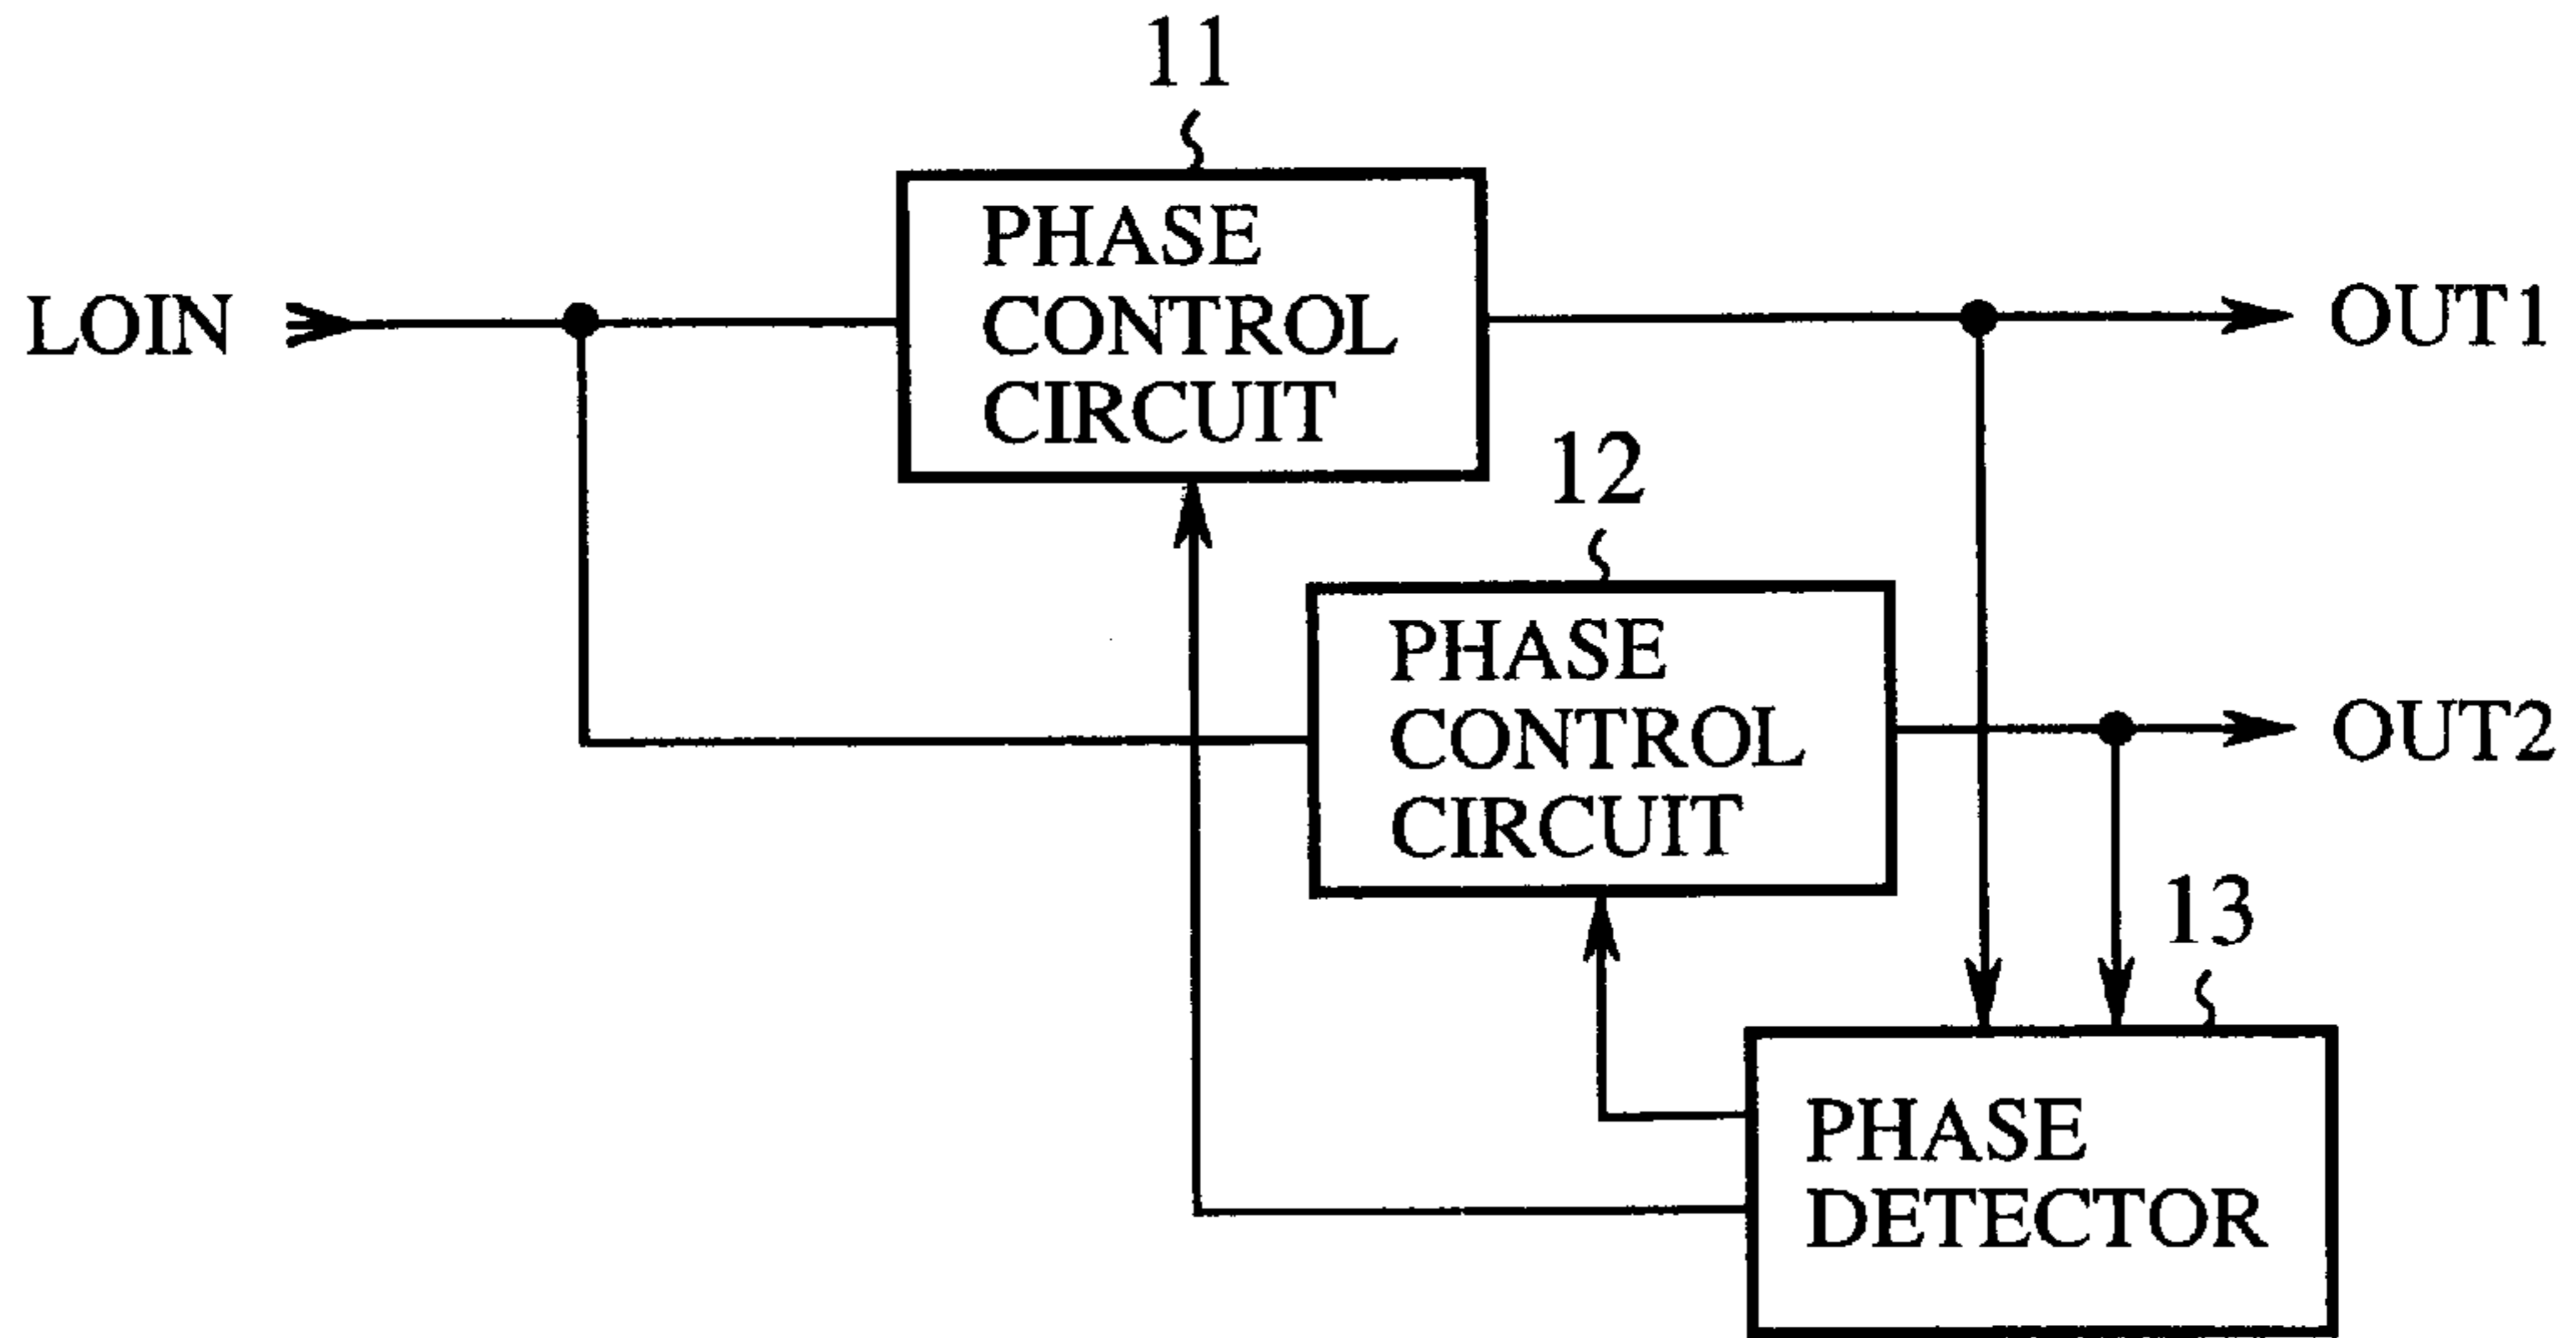 11
PHASE
CONTROL
CIRCUIT
LOIN
OUT1
12
PHASE
CONTROL
CIRCUIT
OUT2
13
PHASE
DETECTOR